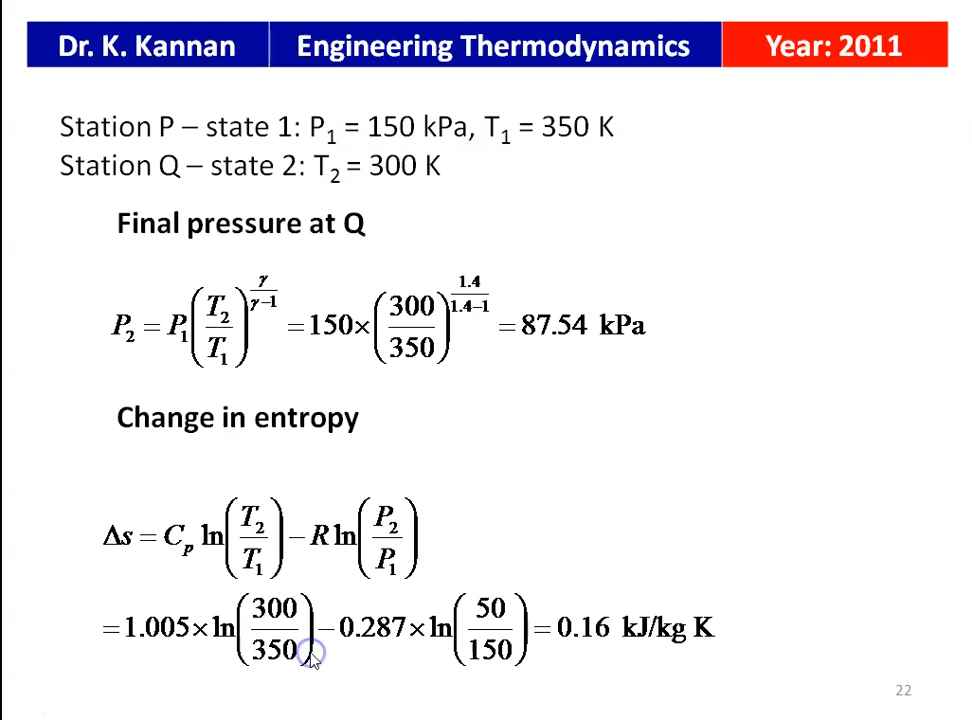 Dr. K. Kannan Engineering Thermodynamics Year: 2011
Station P – state 1: P₁ = 150 kPa, T₁ = 350 K
Station Q – state 2: T₂ = 300 K
Final pressure at Q
P₂ = P₁(T₂/T₁)^(γ/(γ−1)) = 150×(300/350)^(1.4/(1.4−1)) = 87.54 kPa
Change in entropy
Δs = Cₚ ln(T₂/T₁) − R ln(P₂/P₁)
= 1.005×ln(300/350) − 0.287×ln(50/150) = 0.16 kJ/kg K
22